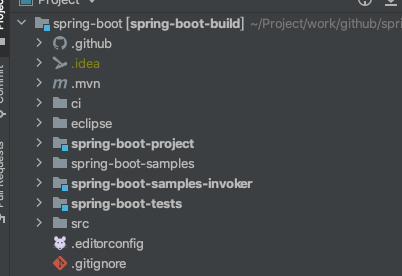 Project
spring-boot [spring-boot-build] ~/Project/work/github/spri
.github
.idea
.mvn
ci
eclipse
spring-boot-project
spring-boot-samples
spring-boot-samples-invoker
spring-boot-tests
src
.editorconfig
.gitignore
Commit
Pull Requests